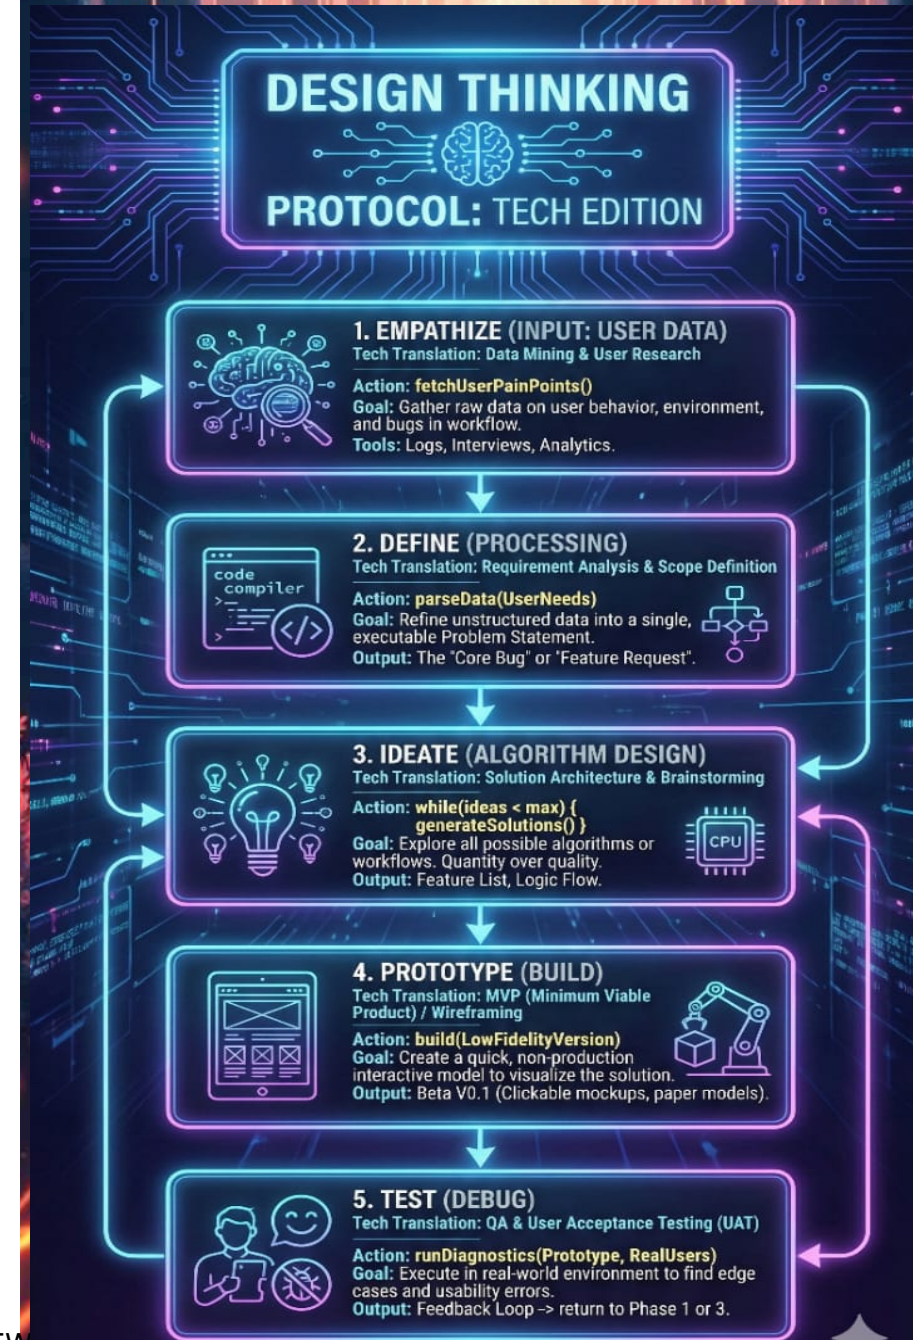 DESIGN THINKING
PROTOCOL: TECH EDITION
1. EMPATHIZE (INPUT: USER DATA)
Tech Translation: Data Mining & User Research
Action: fetchUserPainPoints()
Goal: Gather raw data on user behavior, environment,
and bugs in workflow.
Tools: Logs, Interviews, Analytics.
2. DEFINE (PROCESSING)
Tech Translation: Requirement Analysis & Scope Definition
code
compiler
Action: parseData(UserNeeds)
Goal: Refine unstructured data into a single,
executable Problem Statement.
Output: The "Core Bug" or "Feature Request".
3. IDEATE (ALGORITHM DESIGN)
Tech Translation: Solution Architecture & Brainstorming
Action: while(ideas < max) {
generateSolutions() }
Goal: Explore all possible algorithms or
workflows. Quantity over quality.
Output: Feature List, Logic Flow.
CPU
4. PROTOTYPE (BUILD)
Tech Translation: MVP (Minimum Viable
Product) / Wireframing
Action: build(LowFidelityVersion)
Goal: Create a quick, non-production
interactive model to visualize the solution.
Output: Beta V0.1 (Clickable mockups, paper models).
5. TEST (DEBUG)
Tech Translation: QA & User Acceptance Testing (UAT)
Action: runDiagnostics(Prototype, RealUsers)
Goal: Execute in real-world environment to find edge
cases and usability errors.
Output: Feedback Loop -> return to Phase 1 or 3.